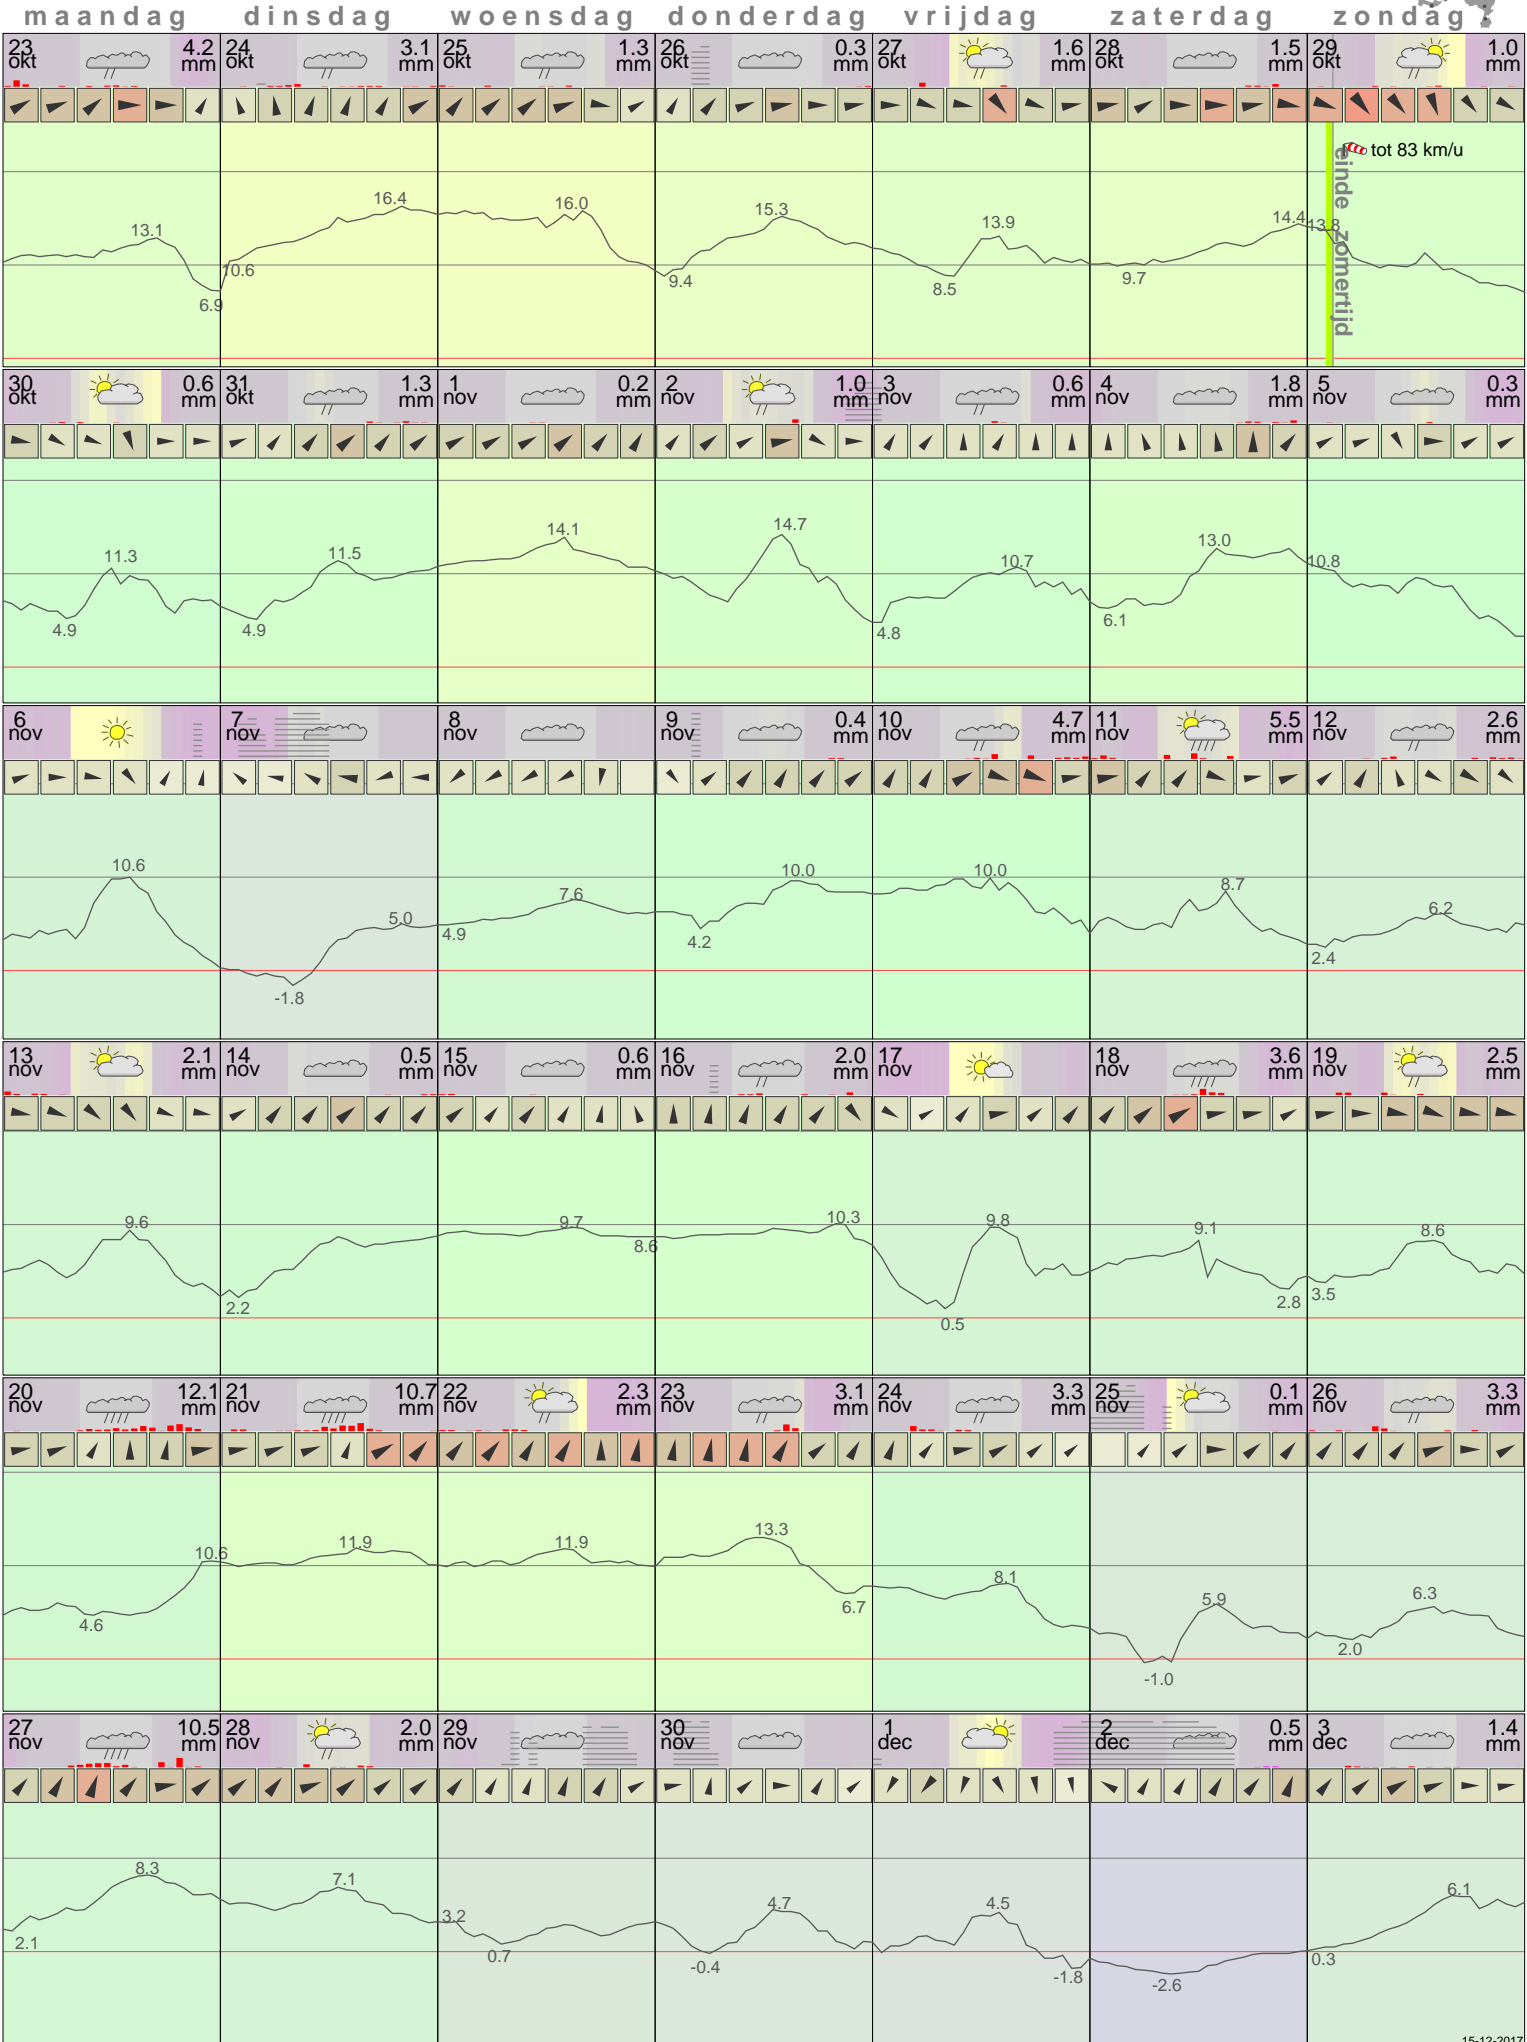 maandag dinsdag woensdag donderdag vrijdag zaterdag zondag
23 okt 4.2 mm 24 okt 3.1 mm 25 okt 1.3 mm 26 okt 0.3 mm 27 okt 1.6 mm 28 okt 1.5 mm 29 okt 1.0 mm
tot 83 km/u
einde zomertijd
13.1 6.9 10.6 16.4 16.0 9.4 15.3 8.5 13.9 9.7 14.4 13.8
30 okt 0.6 mm 31 okt 1.3 mm 1 nov 0.2 mm 2 nov 1.0 mm 3 nov 0.6 mm 4 nov 1.8 mm 5 nov 0.3 mm
4.9 11.3 4.9 11.5 14.1 14.7 4.8 10.7 6.1 13.0 10.8
6 nov 7 nov 8 nov 9 nov 0.4 mm 10 nov 4.7 mm 11 nov 5.5 mm 12 nov 2.6 mm
10.6 -1.8 5.0 4.9 7.6 4.2 10.0 10.0 8.7 2.4 6.2
13 nov 2.1 mm 14 nov 0.5 mm 15 nov 0.6 mm 16 nov 2.0 mm 17 nov 18 nov 3.6 mm 19 nov 2.5 mm
9.6 2.2 9.7 8.6 10.3 0.5 9.8 9.1 2.8 3.5 8.6
20 nov 12.1 mm 21 nov 10.7 mm 22 nov 2.3 mm 23 nov 3.1 mm 24 nov 3.3 mm 25 nov 0.1 mm 26 nov 3.3 mm
4.6 10.6 11.9 11.9 13.3 6.7 8.1 -1.0 5.9 2.0 6.3
27 nov 10.5 mm 28 nov 2.0 mm 29 nov 30 nov 1 dec 2 dec 0.5 mm 3 dec 1.4 mm
2.1 8.3 7.1 3.2 0.7 -0.4 4.7 4.5 -1.8 -2.6 0.3 6.1
15-12-2017